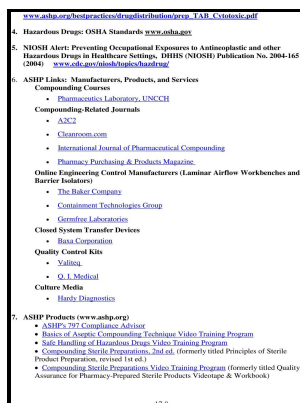 www.ashp.org/bestpractices/drugdistribution/prep_TAB_Cytotoxic.pdf
4. Hazardous Drugs: OSHA Standards www.osha.gov
5. NIOSH Alert: Preventing Occupational Exposures to Antineoplastic and other
Hazardous Drugs in Healthcare Settings, DHHS (NIOSH) Publication No. 2004-165
(2004) www.cdc.gov/niosh/topics/hazdrug/
6. ASHP Links: Manufacturers, Products, and Services
Compounding Courses
• Pharmaceutics Laboratory, UNCCH
Compounding-Related Journals
• A2C2
• Cleanroom.com
• International Journal of Pharmaceutical Compounding
• Pharmacy Purchasing & Products Magazine
Online Engineering Control Manufacturers (Laminar Airflow Workbenches and
Barrier Isolators)
• The Baker Company
• Containment Technologies Group
• Germfree Laboratories
Closed System Transfer Devices
• Baxa Corporation
Quality Control Kits
• Valiteq
• Q. I. Medical
Culture Media
• Hardy Diagnostics
7. ASHP Products (www.ashp.org)
• ASHP's 797 Compliance Advisor
• Basics of Aseptic Compounding Technique Video Training Program
• Safe Handling of Hazardous Drugs Video Training Program
• Compounding Sterile Preparations, 2nd ed. (formerly titled Principles of Sterile
Product Preparation, revised 1st ed.)
• Compounding Sterile Preparations Video Training Program (formerly titled Quality
Assurance for Pharmacy-Prepared Sterile Products Videotape & Workbook)